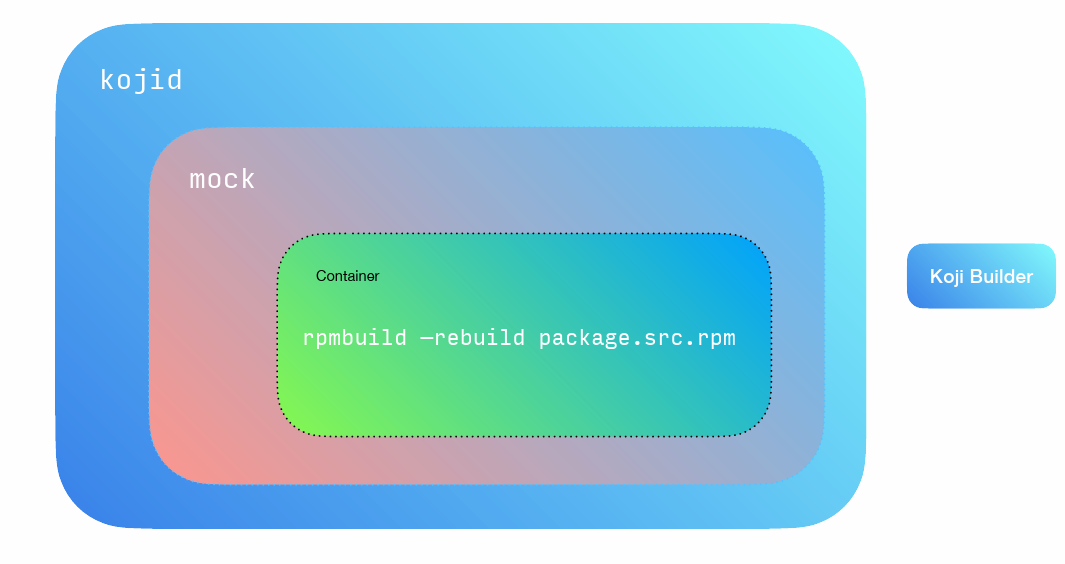 kojid
mock
Container
rpmbuild —rebuild package.src.rpm
Koji Builder